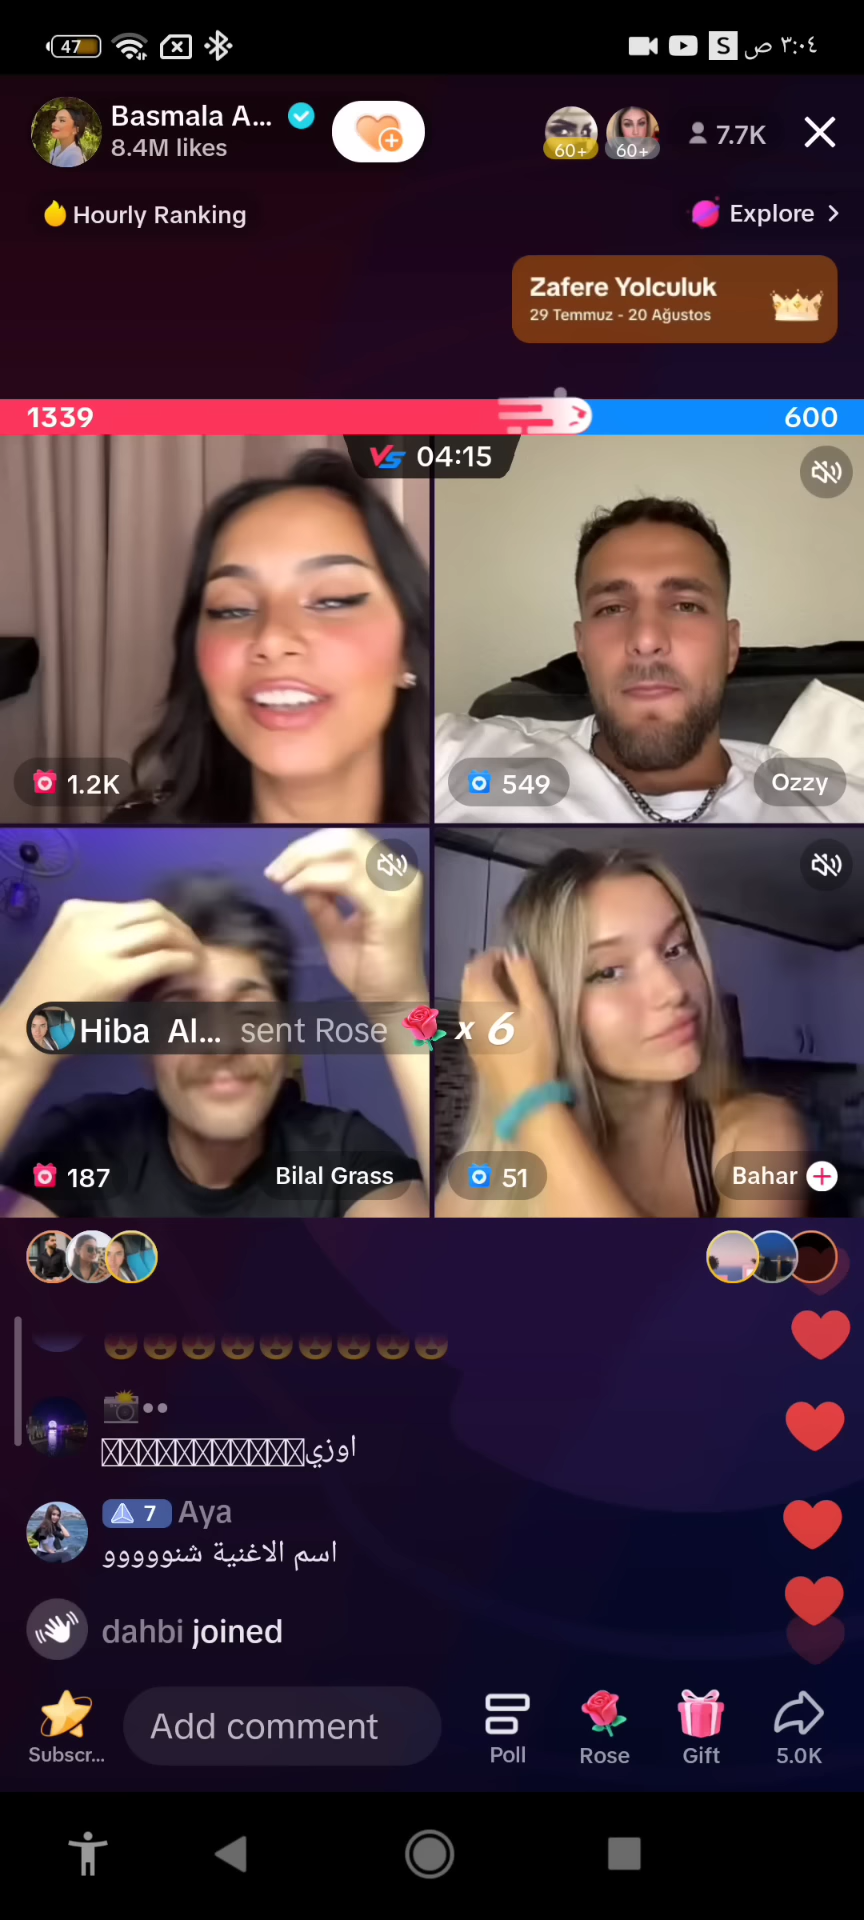 47
S
٣:٠٤ ص
Basmala A...
8.4M likes
60+
60+
7.7K
Hourly Ranking
Explore >
Zafere Yolculuk
29 Temmuz - 20 Ağustos
1339
600
VS 04:15
1.2K
549
Ozzy
Hiba Al... sent Rose x 6
187
Bilal Grass
51
Bahar
اوزي
7 Aya
اسم الاغنية شنووووو
dahbi joined
Subscr...
Add comment
Poll
Rose
Gift
5.0K